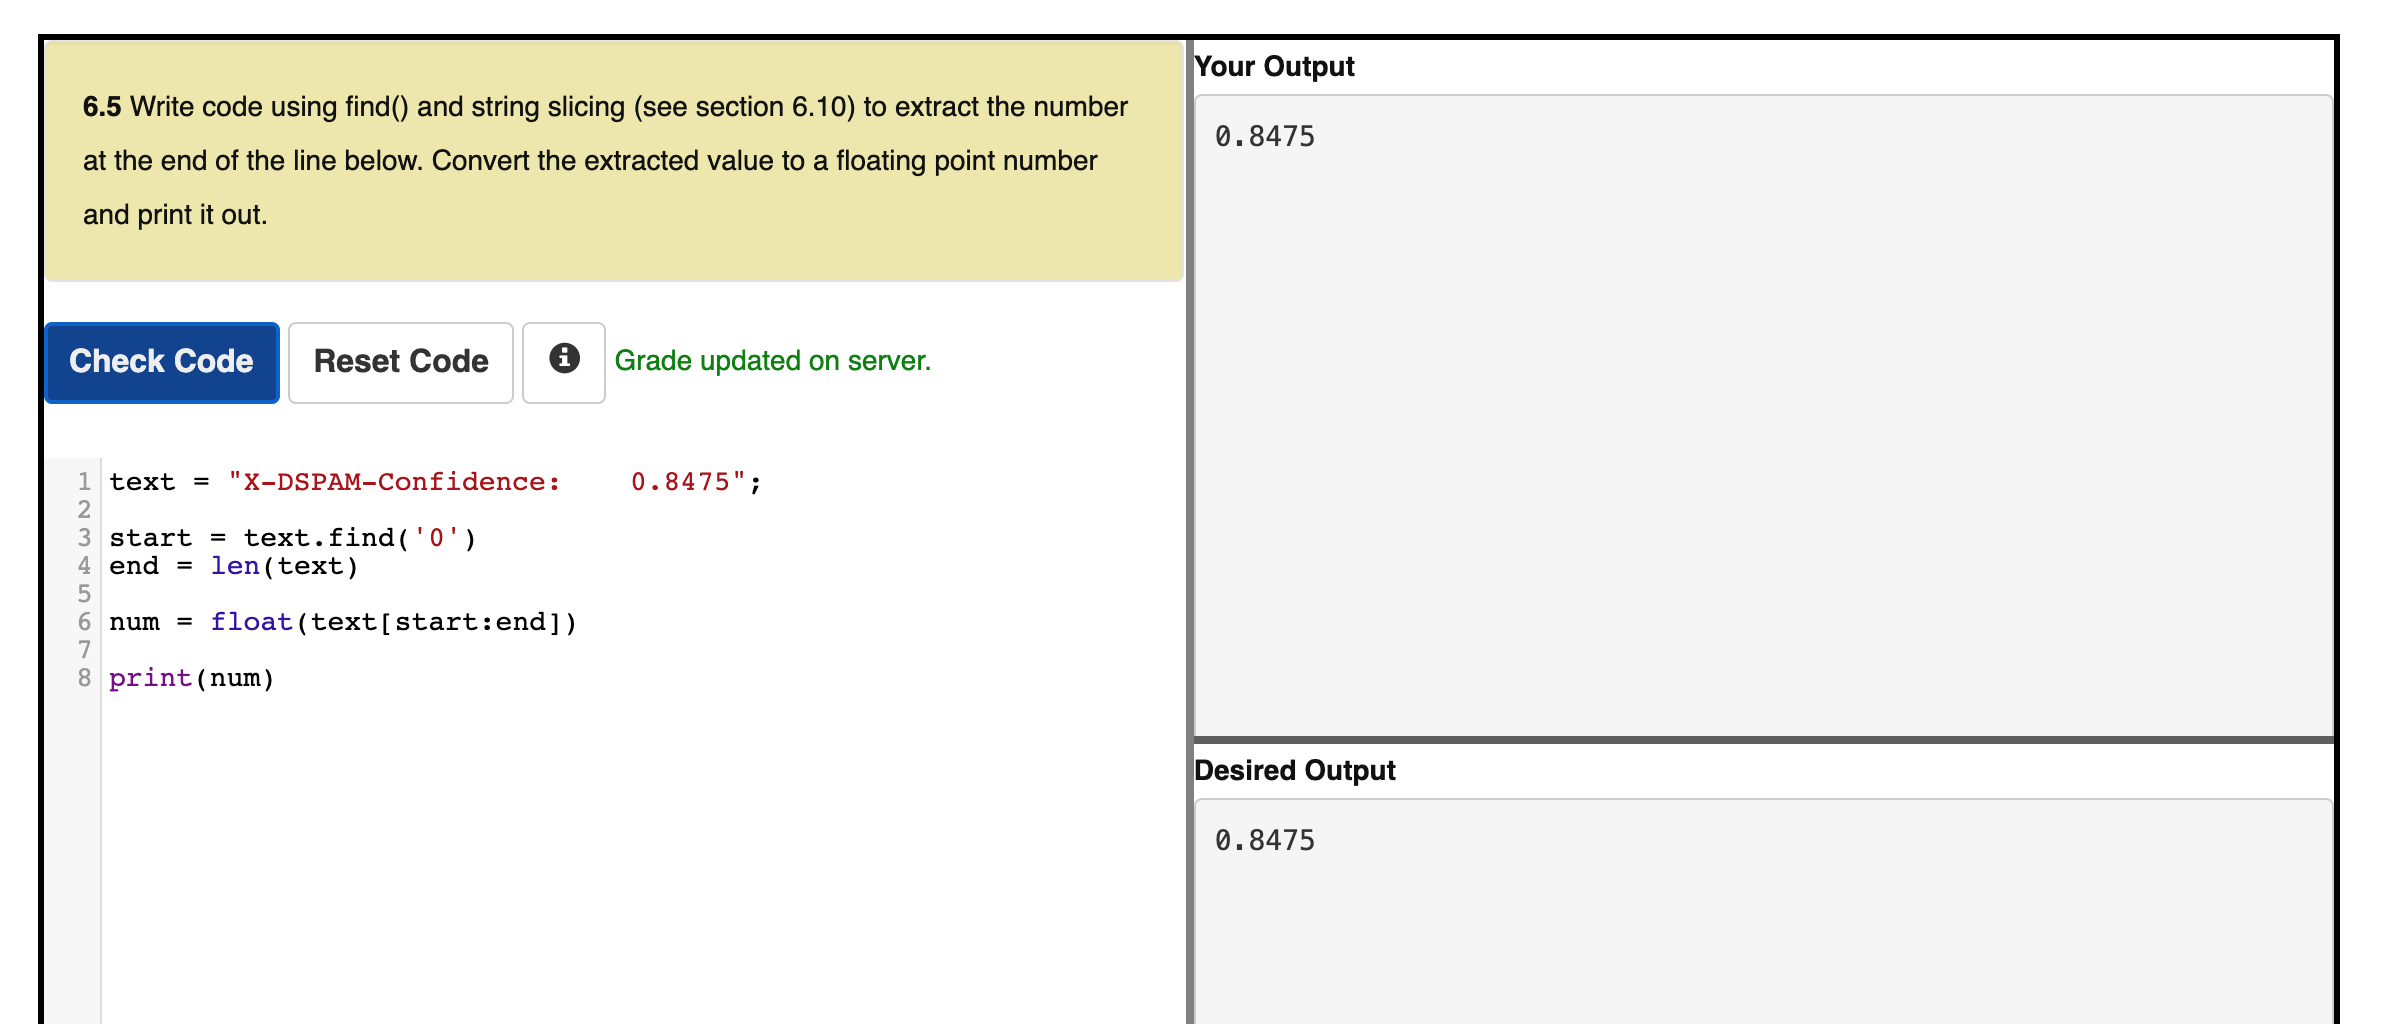 6.5 Write code using find() and string slicing (see section 6.10) to extract the number
at the end of the line below. Convert the extracted value to a floating point number
and print it out.
Check Code
Reset Code
Grade updated on server.
1 text = "X-DSPAM-Confidence:    0.8475";
2
3 start = text.find('0')
4 end = len(text)
5
6 num = float(text[start:end])
7
8 print(num)
Your Output
0.8475
Desired Output
0.8475